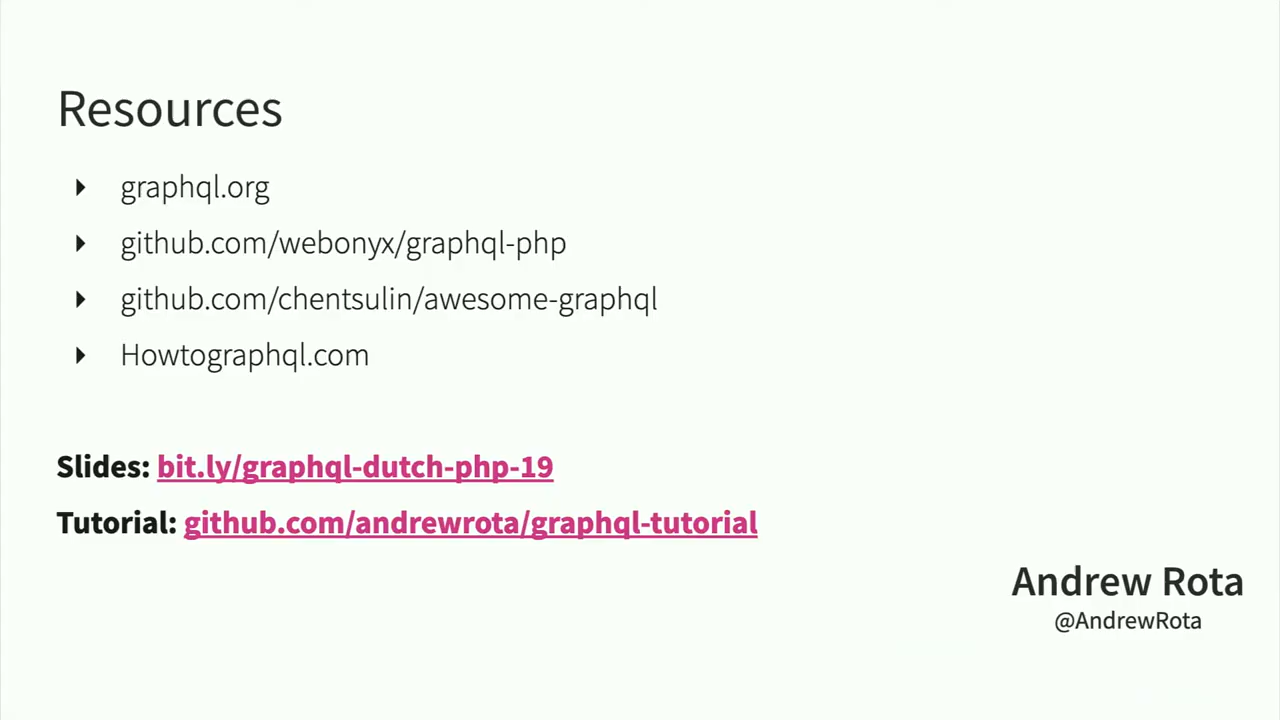 Resources
graphql.org
github.com/webonyx/graphql-php
github.com/chentsulin/awesome-graphql
Howtographql.com
Slides: bit.ly/graphql-dutch-php-19
Tutorial: github.com/andrewrota/graphql-tutorial
Andrew Rota
@AndrewRota